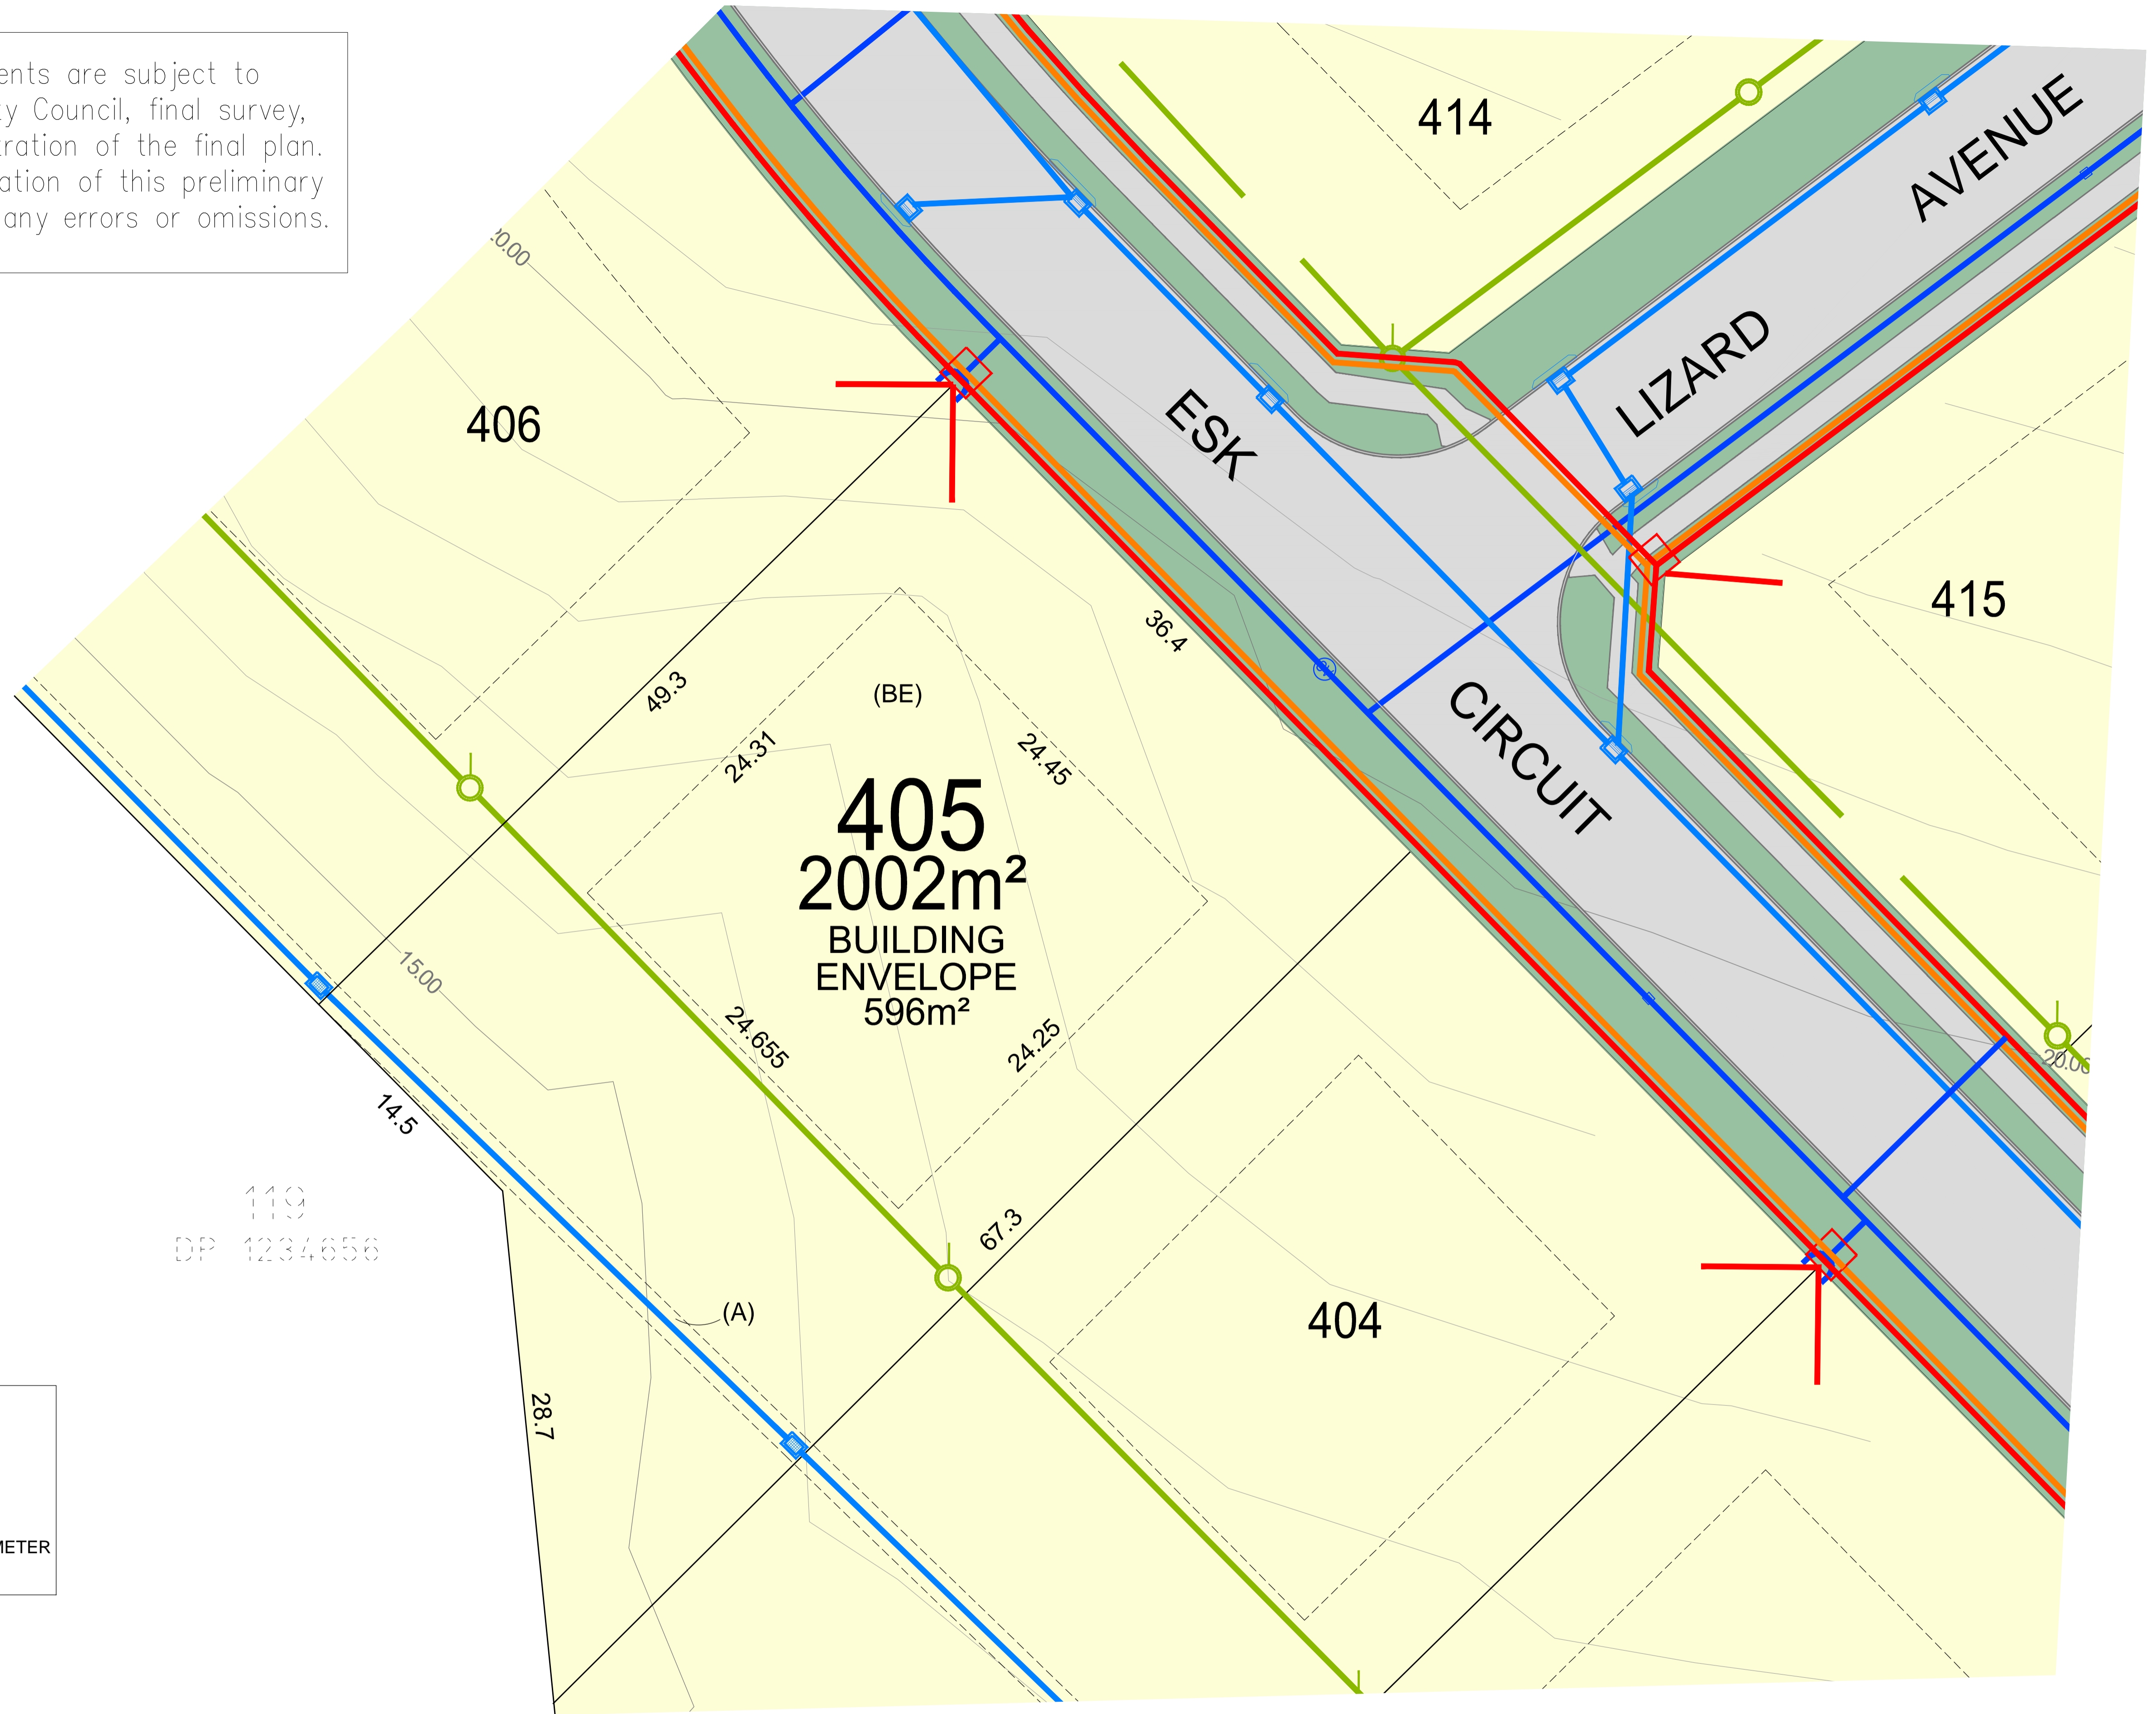 ents are subject to
y Council, final survey,
ration of the final plan.
ation of this preliminary
any errors or omissions.
414
AVENUE
LIZARD
ESK
CIRCUIT
406
415
36.4
49.3
(BE)
24.31
24.45
405
2002m²
BUILDING
ENVELOPE
596m²
15.00
24.655
24.25
20.00
14.5
67.3
119
DP 1234656
(A)
404
28.7
METER